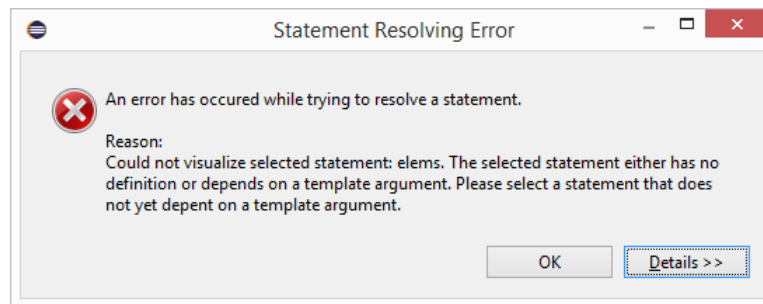 Statement Resolving Error
An error has occured while trying to resolve a statement.
Reason:
Could not visualize selected statement: elems. The selected statement either has no
definition or depends on a template argument. Please select a statement that does
not yet depent on a template argument.
OK
Details >>